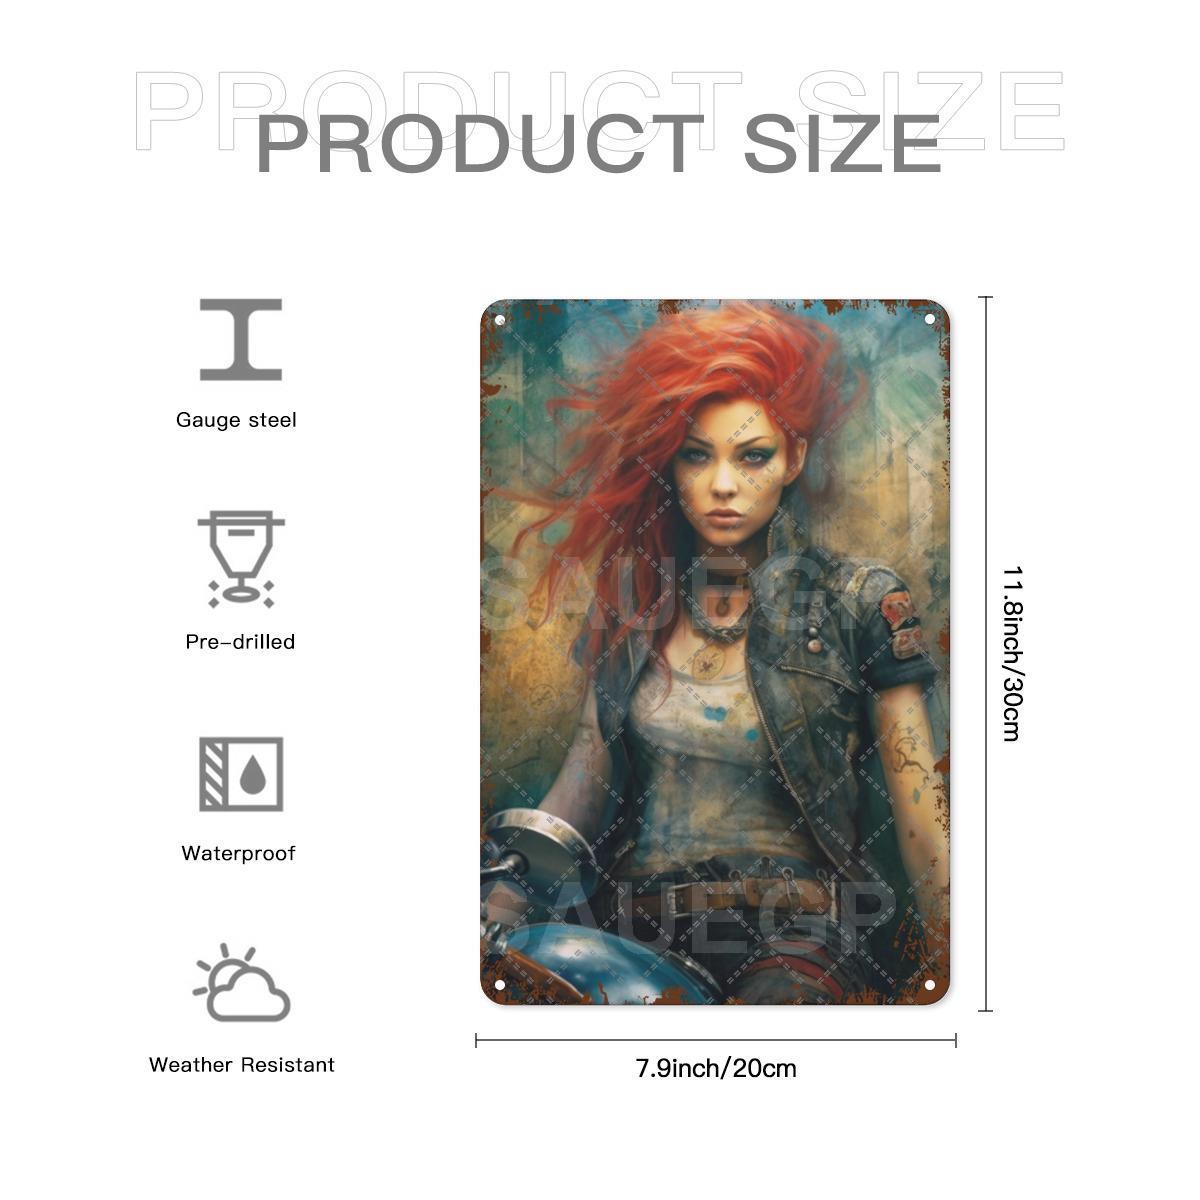 PRODUCT SIZE
PRODUCT SIZE
Gauge steel
Pre-drilled
Waterproof
Weather Resistant
SAUEGP
SAUEGP
11.8inch/30cm
7.9inch/20cm